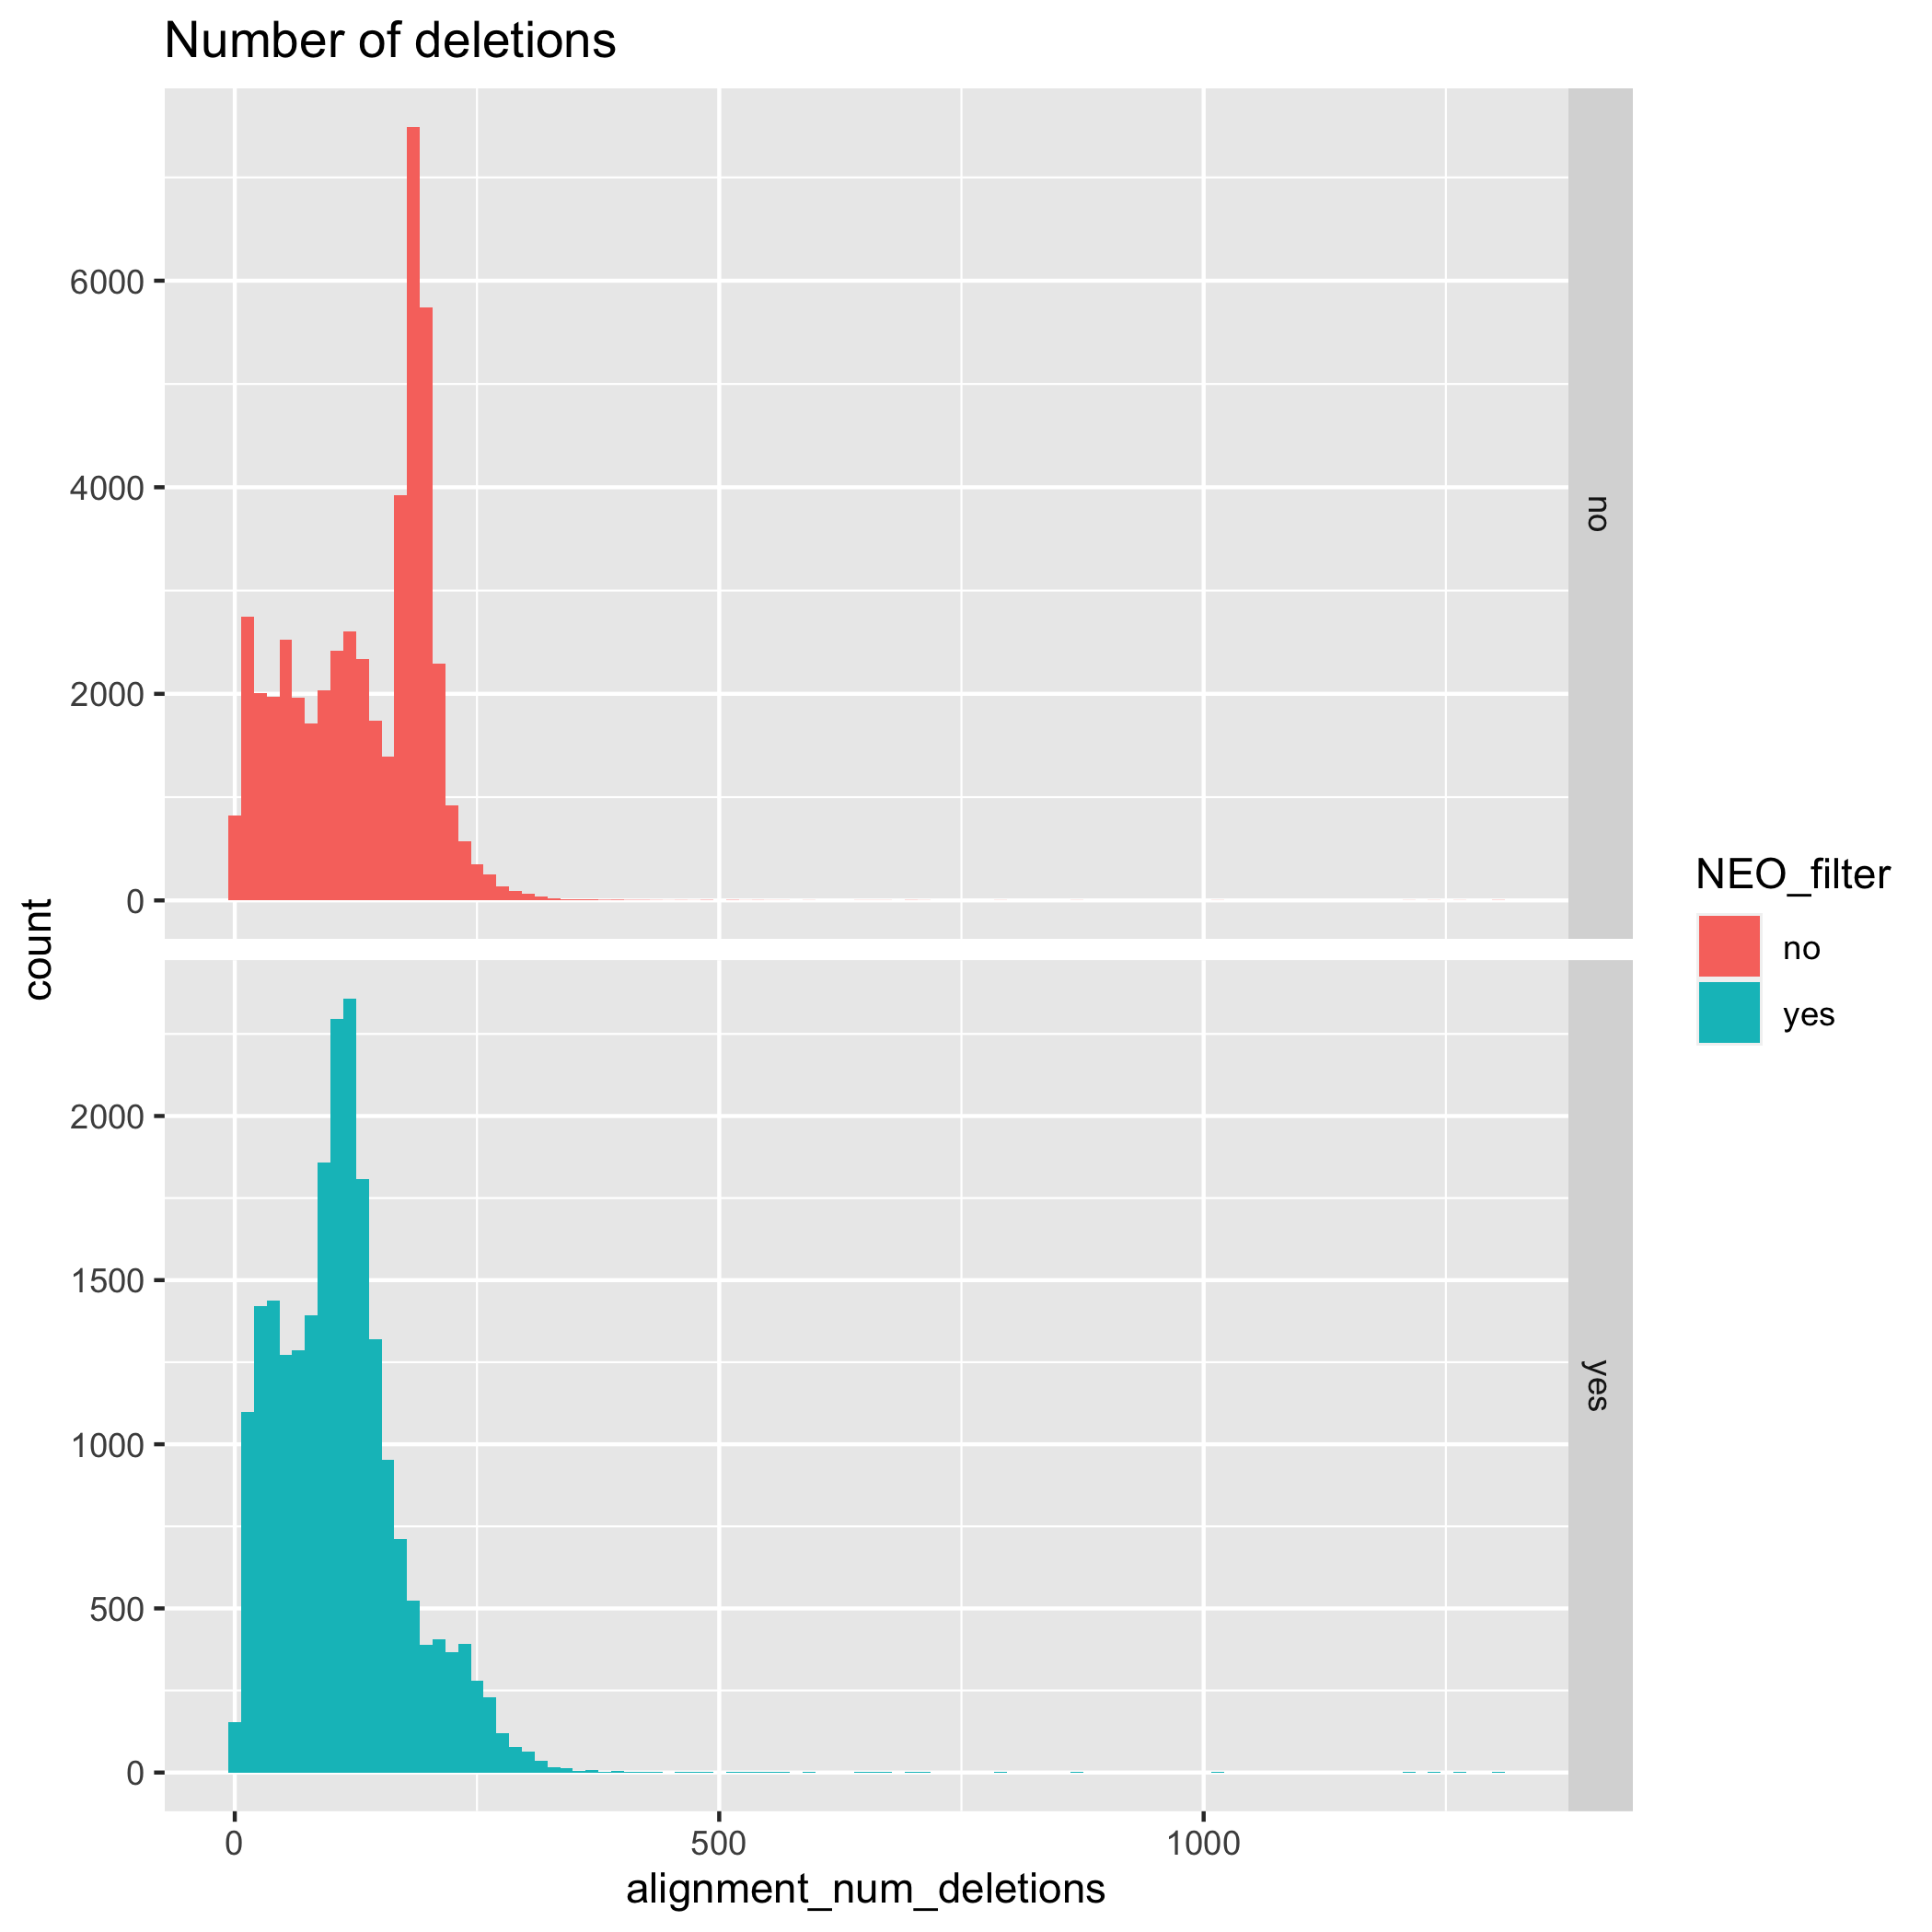 Number of deletions
6000
4000
2000
0
no
count
2000
1500
1000
500
0
yes
0 500 1000
alignment_num_deletions
NEO_filter
no
yes